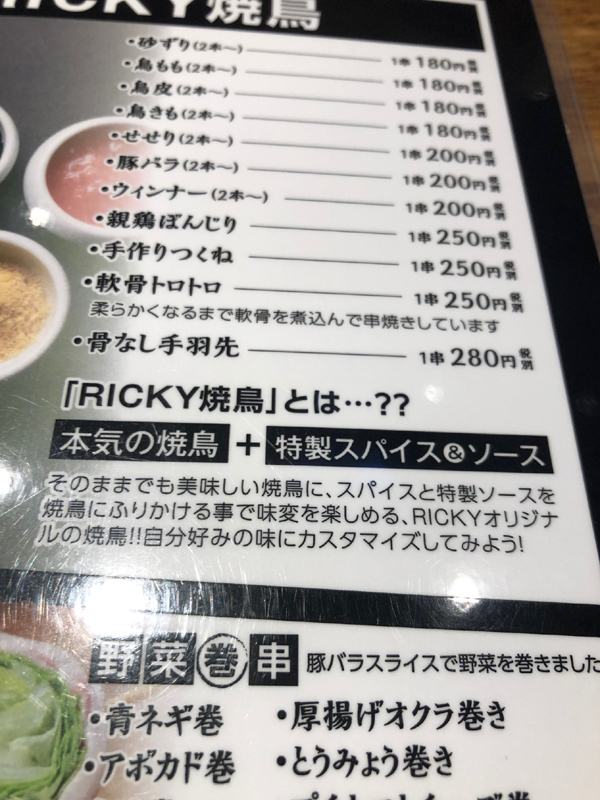 RICKY焼鳥
・砂ずり(2本〜) 1串180円税別
・鳥もも(2本〜) 1串180円税別
・鳥皮(2本〜) 1串180円税別
・鳥きも(2本〜) 1串180円税別
・せせり(2本〜) 1串200円税別
・豚バラ(2本〜) 1串200円税別
・ウィンナー(2本〜) 1串200円税別
・親鶏ぼんじり 1串250円税別
・手作りつくね 1串250円税別
・軟骨トロトロ 1串250円税別
柔らかくなるまで軟骨を煮込んで串焼きしています
・骨なし手羽先 1串280円税別
「RICKY焼鳥」とは…??
本気の焼鳥+特製スパイス&ソース
そのままでも美味しい焼鳥に、スパイスと特製ソースを
焼鳥にふりかける事で味変を楽しめる、RICKYオリジナ
ルの焼鳥!!自分好みの味にカスタマイズしてみよう!
野菜巻串 豚バラスライスで野菜を巻きました
・青ネギ巻 ・厚揚げオクラ巻き
・アボカド巻 ・とうみょう巻き